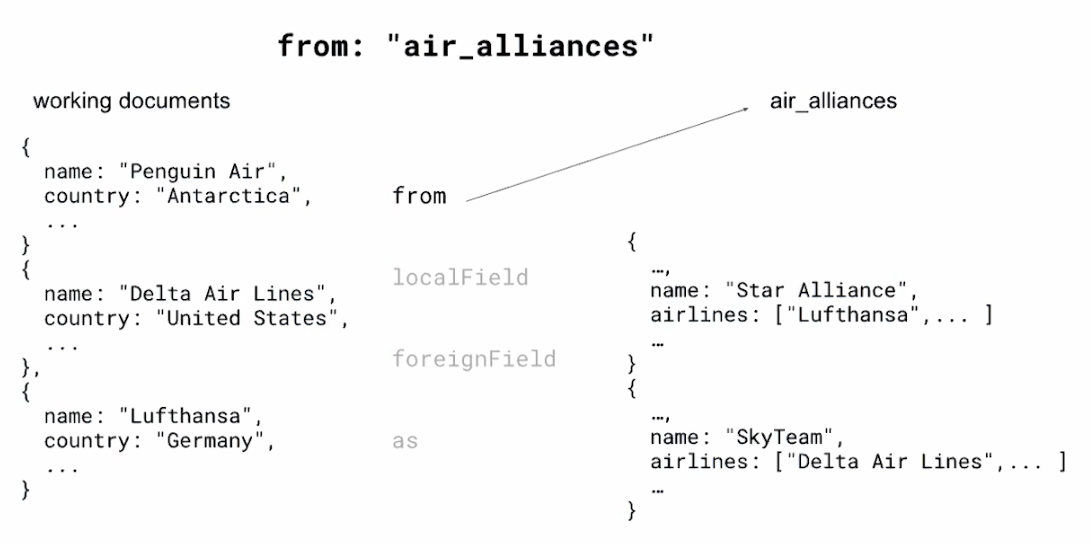 from: "air_alliances"
working documents
{
name: "Penguin Air",
country: "Antarctica",
...
}
{
name: "Delta Air Lines",
country: "United States",
...
},
{
name: "Lufthansa",
country: "Germany",
...
}
from
localField
foreignField
as
air_alliances
{
…,
name: "Star Alliance",
airlines: ["Lufthansa",... ]
…
}
{
…,
name: "SkyTeam",
airlines: ["Delta Air Lines",... ]
…
}